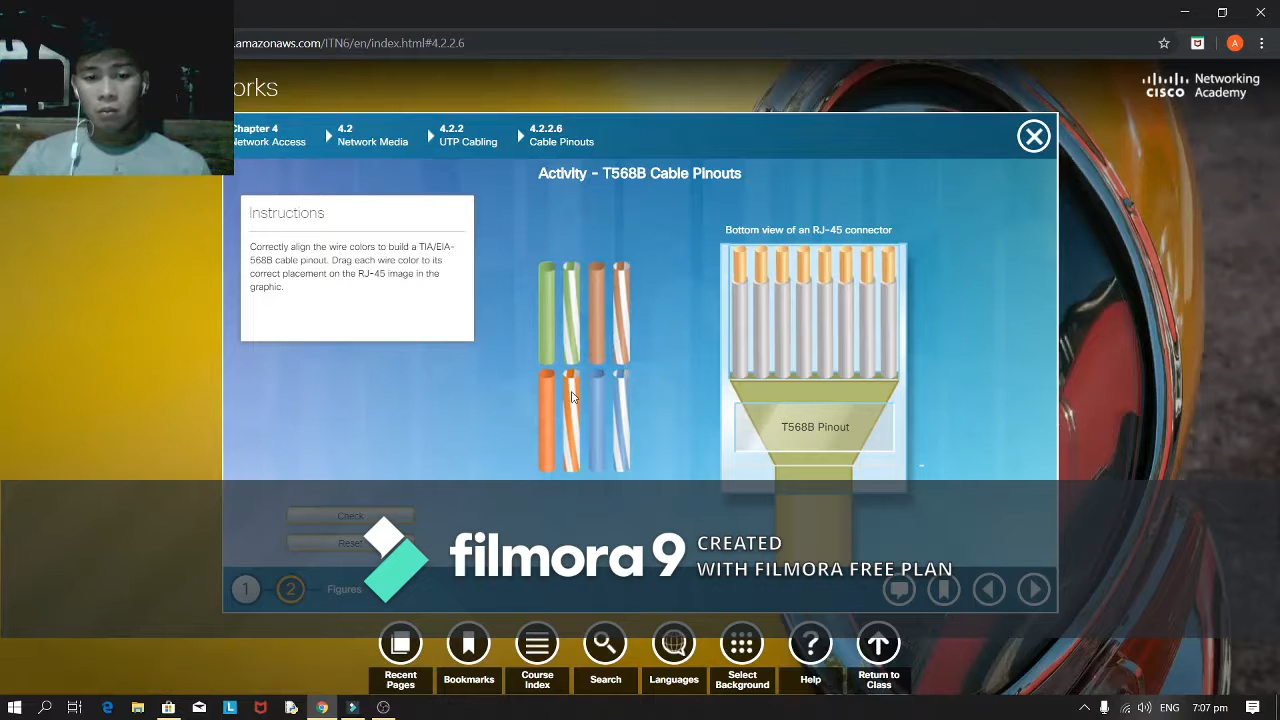 .amazonaws.com/ITN6/en/index.html#4.2.2.6
A
orks
Networking
CISCO Academy
Chapter 4
Network Access
4.2
Network Media
4.2.2
UTP Cabling
4.2.2.6
Cable Pinouts
Activity - T568B Cable Pinouts
Instructions
Correctly align the wire colors to build a TIA/EIA-
568B cable pinout. Drag each wire color to its
correct placement on the RJ-45 image in the
graphic.
Bottom view of an RJ-45 connector
T568B Pinout
Check
Reset
1
2
Figures
filmora9
CREATED
WITH FILMORA FREE PLAN
Recent
Pages
Bookmarks
Course
Index
Search
Languages
Select
Background
?
Help
Return to
Class
L
ENG
7:07 pm